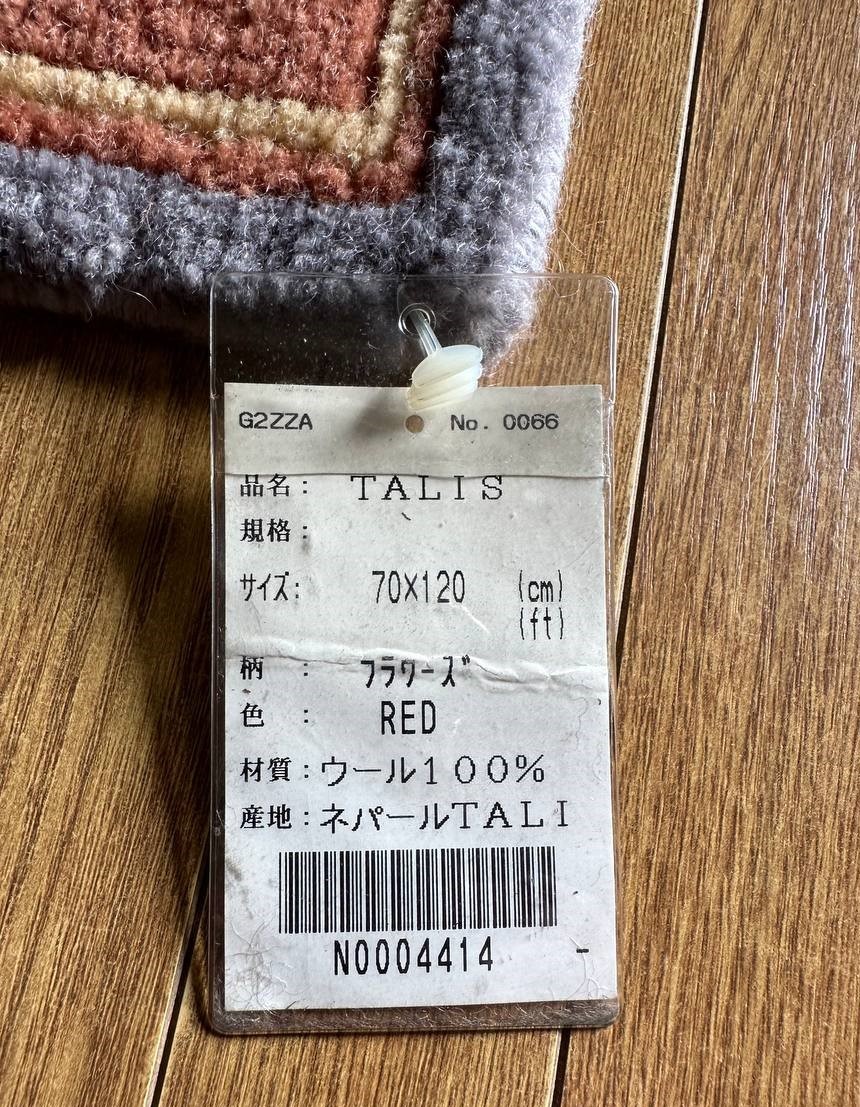 G2ZZA No. 0066
品名： TALIS
規格：
サイズ： 70X120 (cm)
(ft)
柄 ： フラワーズ
色 ： RED
材質：ウール１００％
産地：ネパールTALI
N0004414 -